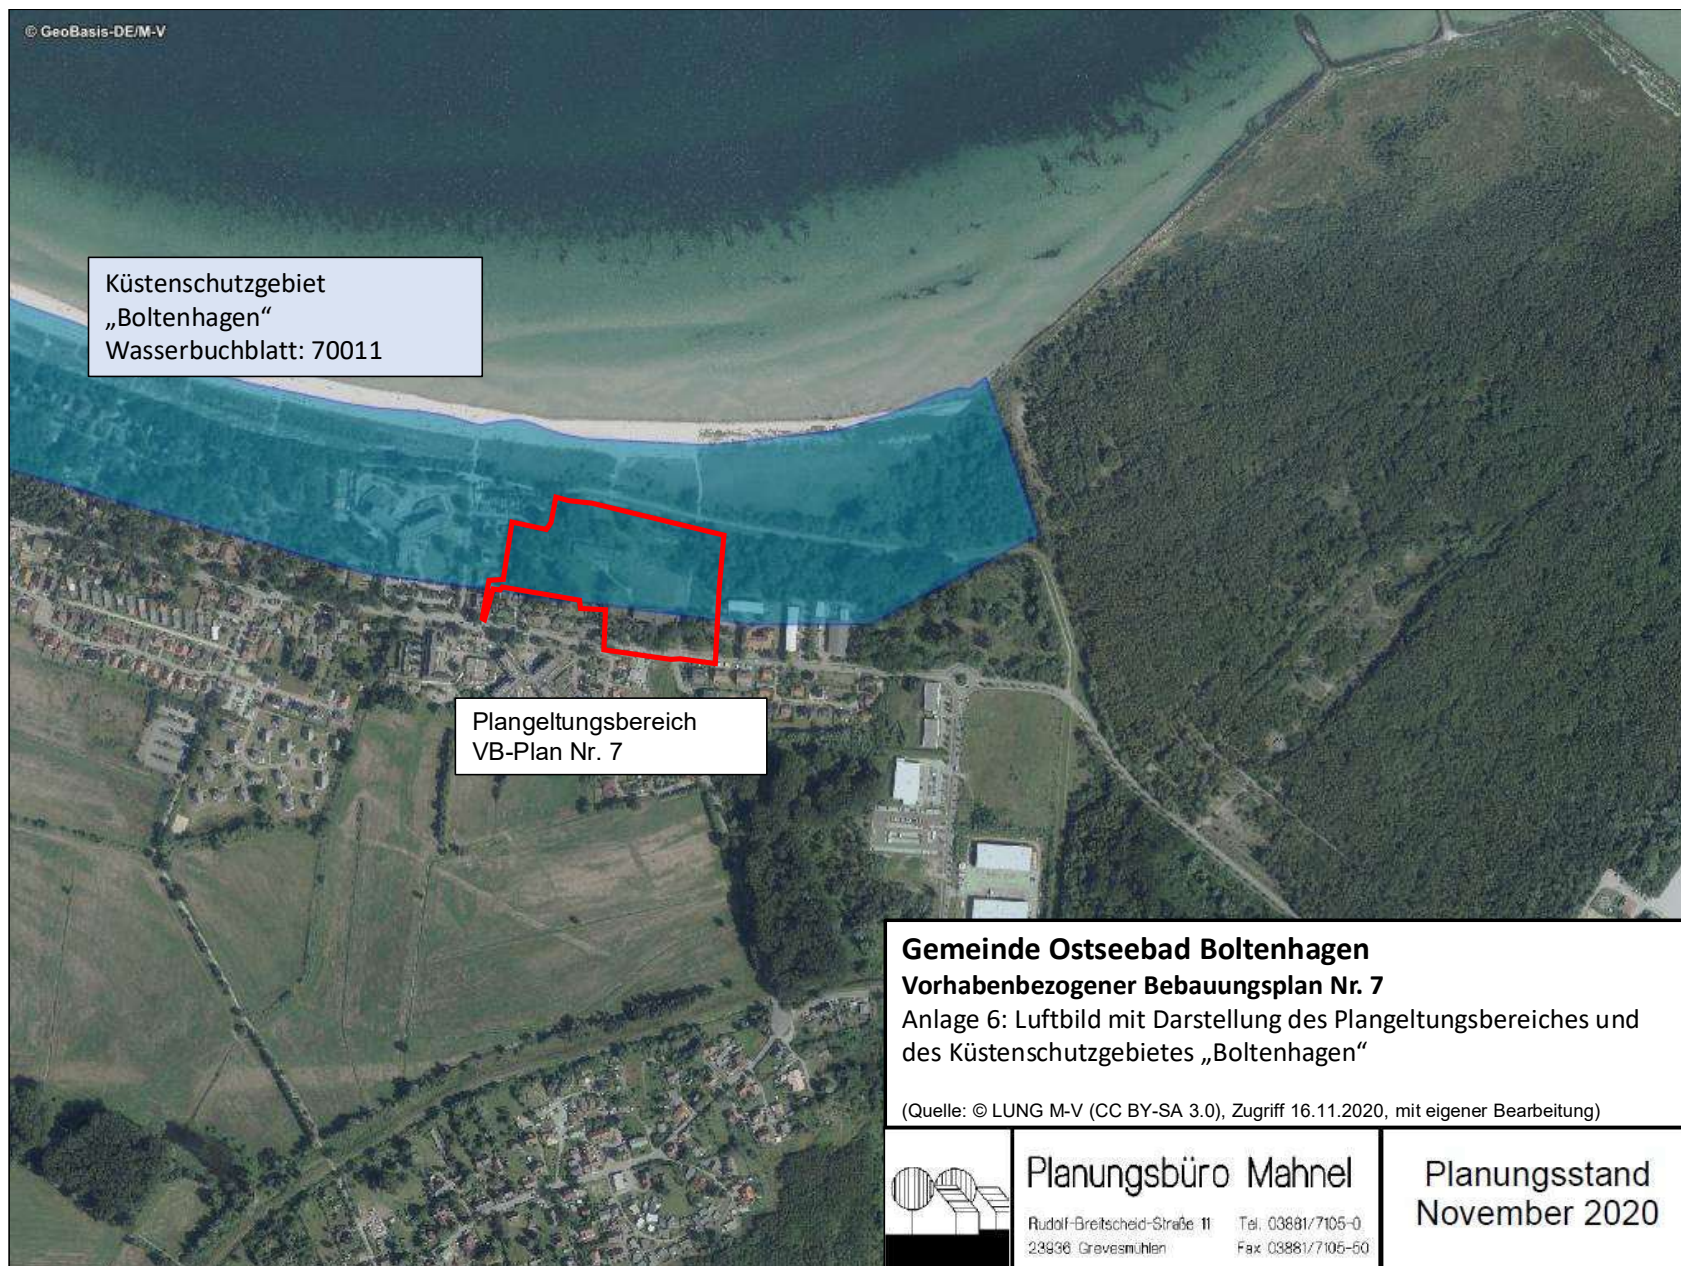 © GeoBasis-DE/M-V
Küstenschutzgebiet
„Boltenhagen“
Wasserbuchblatt: 70011
Plangeltungsbereich
VB-Plan Nr. 7
Gemeinde Ostseebad Boltenhagen
Vorhabenbezogener Bebauungsplan Nr. 7
Anlage 6: Luftbild mit Darstellung des Plangeltungsbereiches und
des Küstenschutzgebietes „Boltenhagen“
(Quelle: © LUNG M-V (CC BY-SA 3.0), Zugriff 16.11.2020, mit eigener Bearbeitung)
Planungsbüro Mahnel
Rudolf-Breitscheid-Straße 11 Tel. 03881/7105-0
23936 Grevesmühlen Fax 03881/7105-50
Planungsstand
November 2020